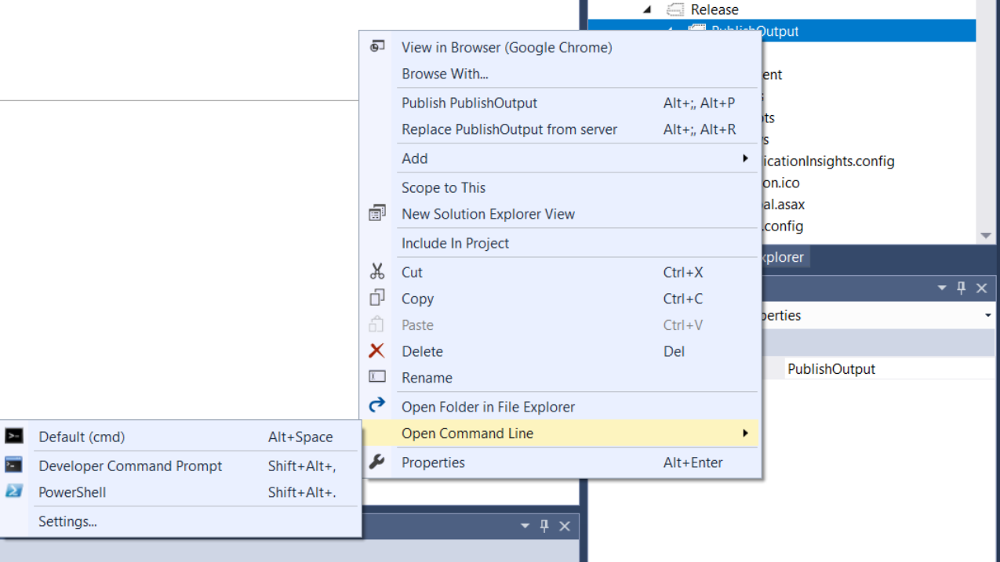 Release
PublishOutput
View in Browser (Google Chrome)
Browse With...
Publish PublishOutput Alt+;, Alt+P
Replace PublishOutput from server Alt+;, Alt+R
Add
Scope to This
New Solution Explorer View
Include In Project
Cut Ctrl+X
Copy Ctrl+C
Paste Ctrl+V
Delete Del
Rename
Open Folder in File Explorer
Open Command Line
Properties Alt+Enter
Default (cmd) Alt+Space
Developer Command Prompt Shift+Alt+,
PowerShell Shift+Alt+.
Settings...
ent
ts
s
icationInsights.config
on.ico
al.asax
.config
xplorer
perties
PublishOutput